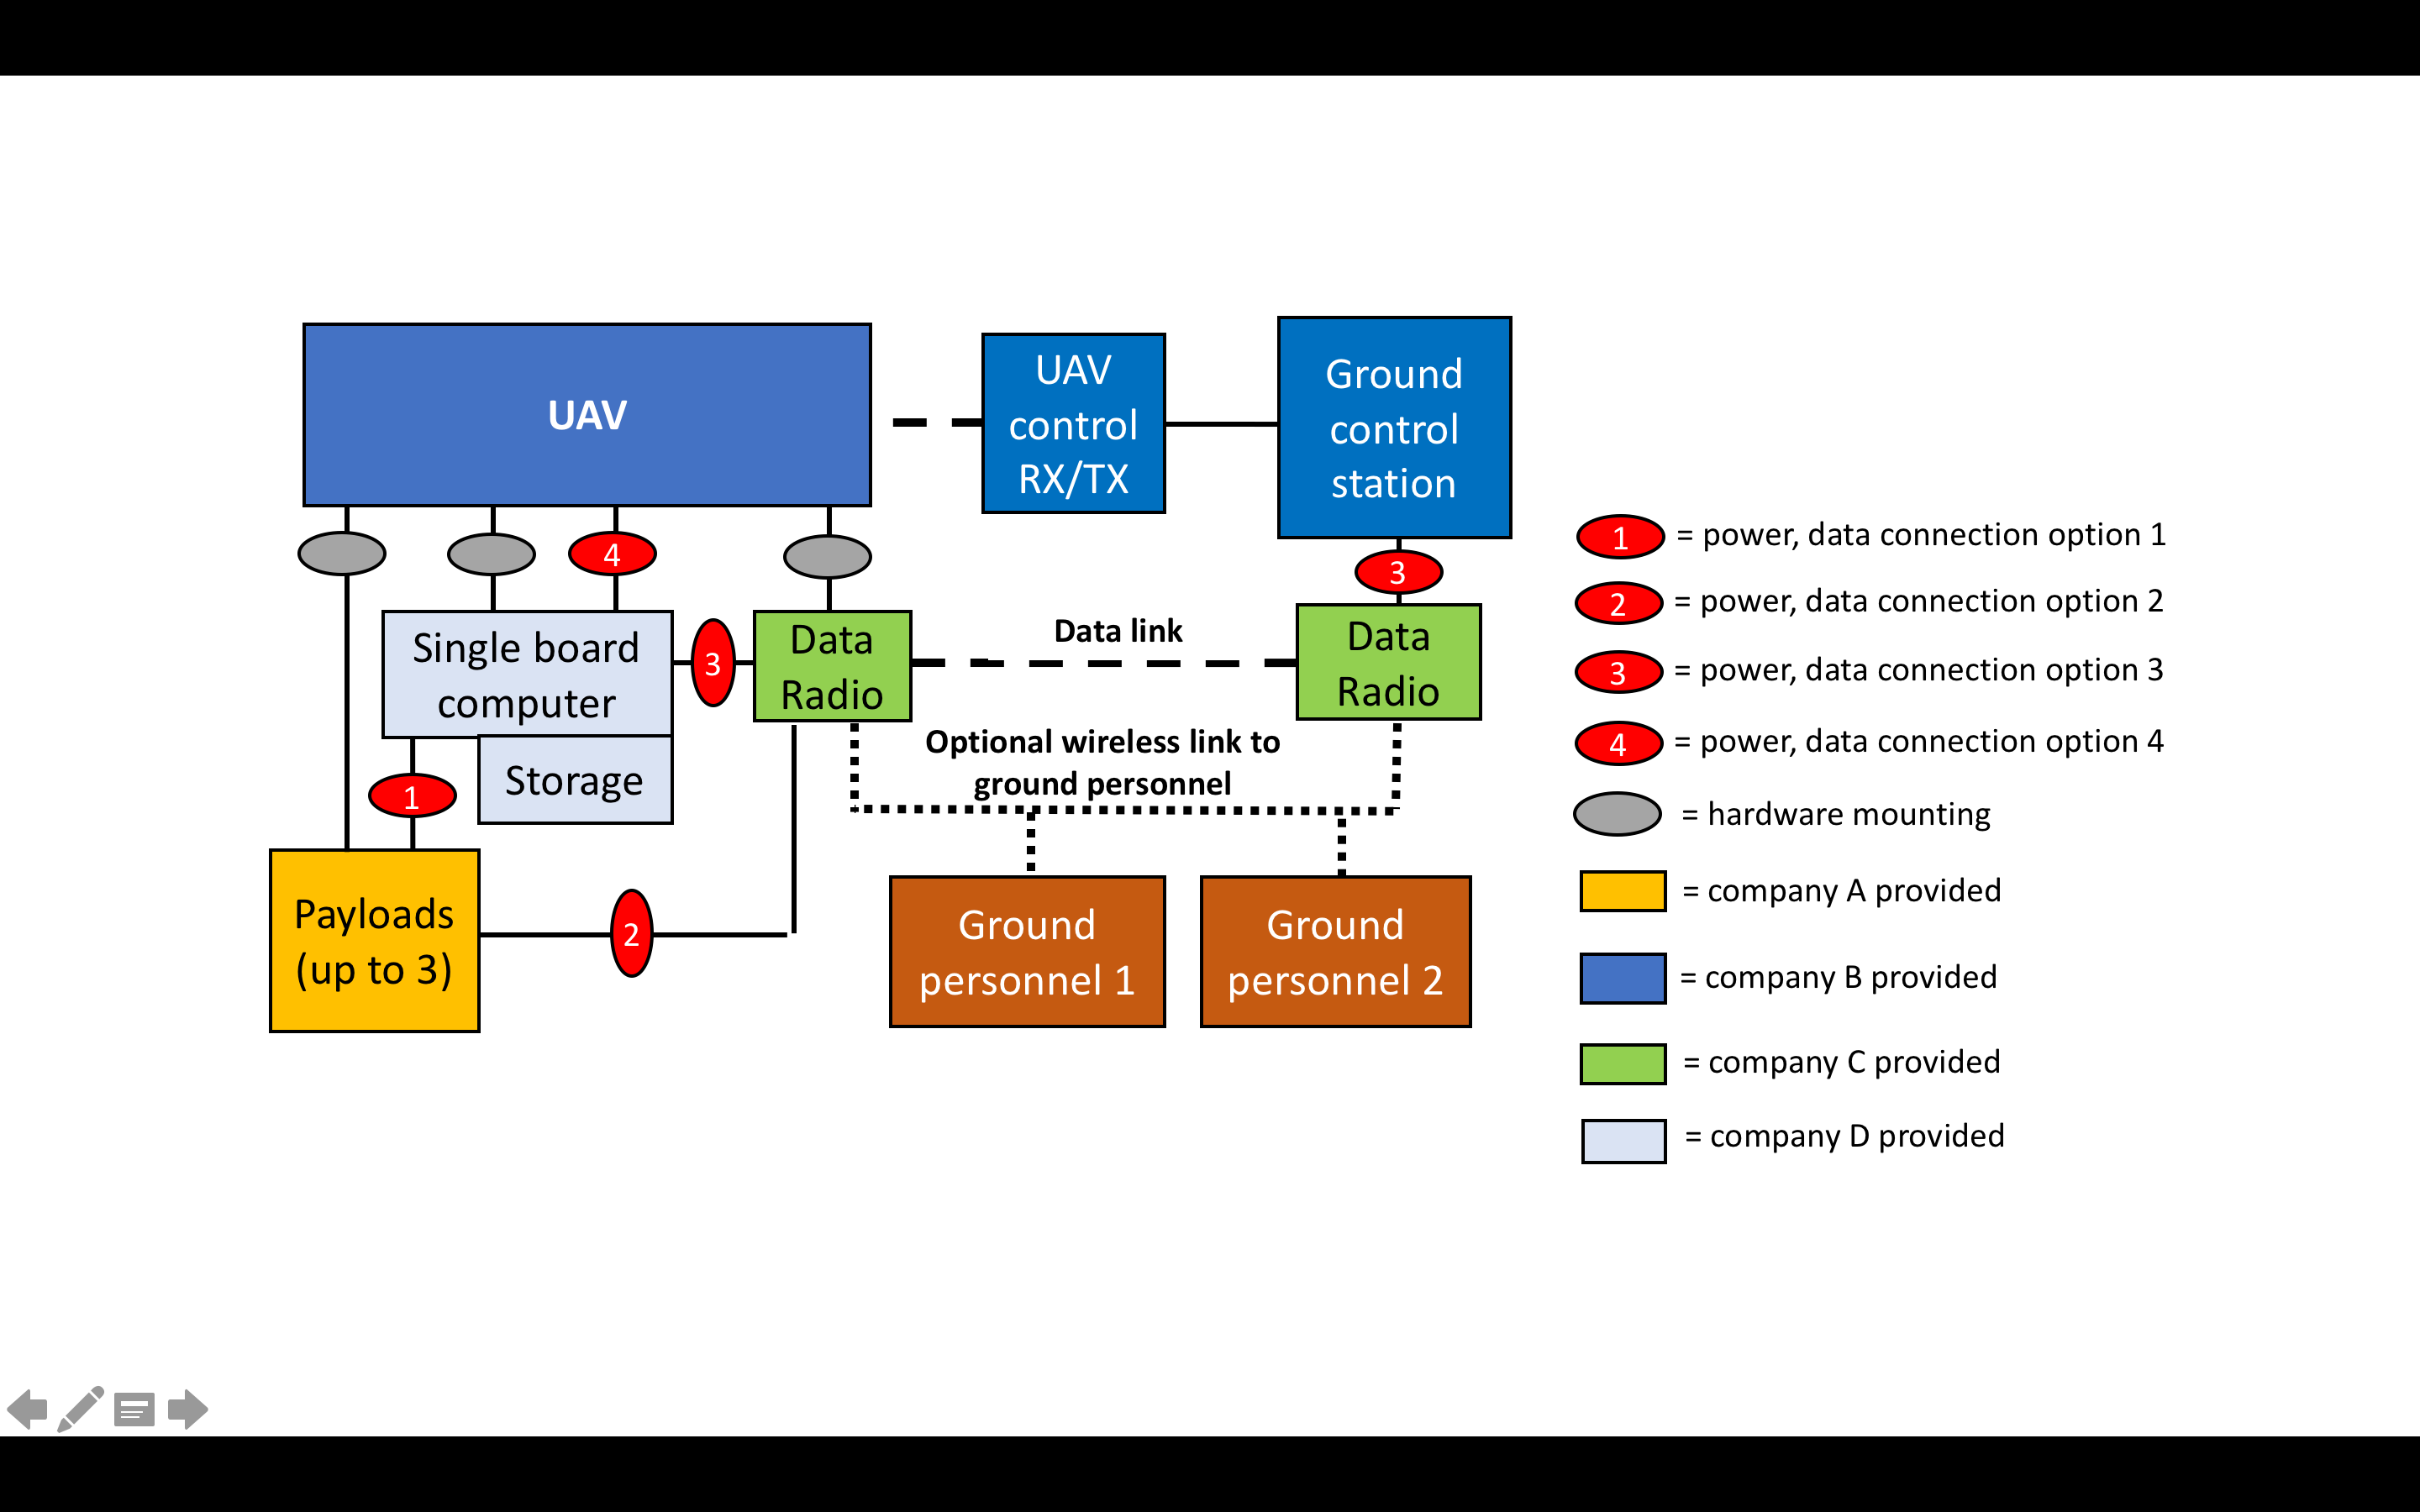 UAV
UAV
control
RX/TX
Ground
control
station
4
3
Single board
computer
3
Data
Radio
Data link
Data
Radio
Storage
1
Optional wireless link to
ground personnel
Payloads
(up to 3)
2
Ground
personnel 1
Ground
personnel 2
1 = power, data connection option 1
2 = power, data connection option 2
3 = power, data connection option 3
4 = power, data connection option 4
= hardware mounting
= company A provided
= company B provided
= company C provided
= company D provided